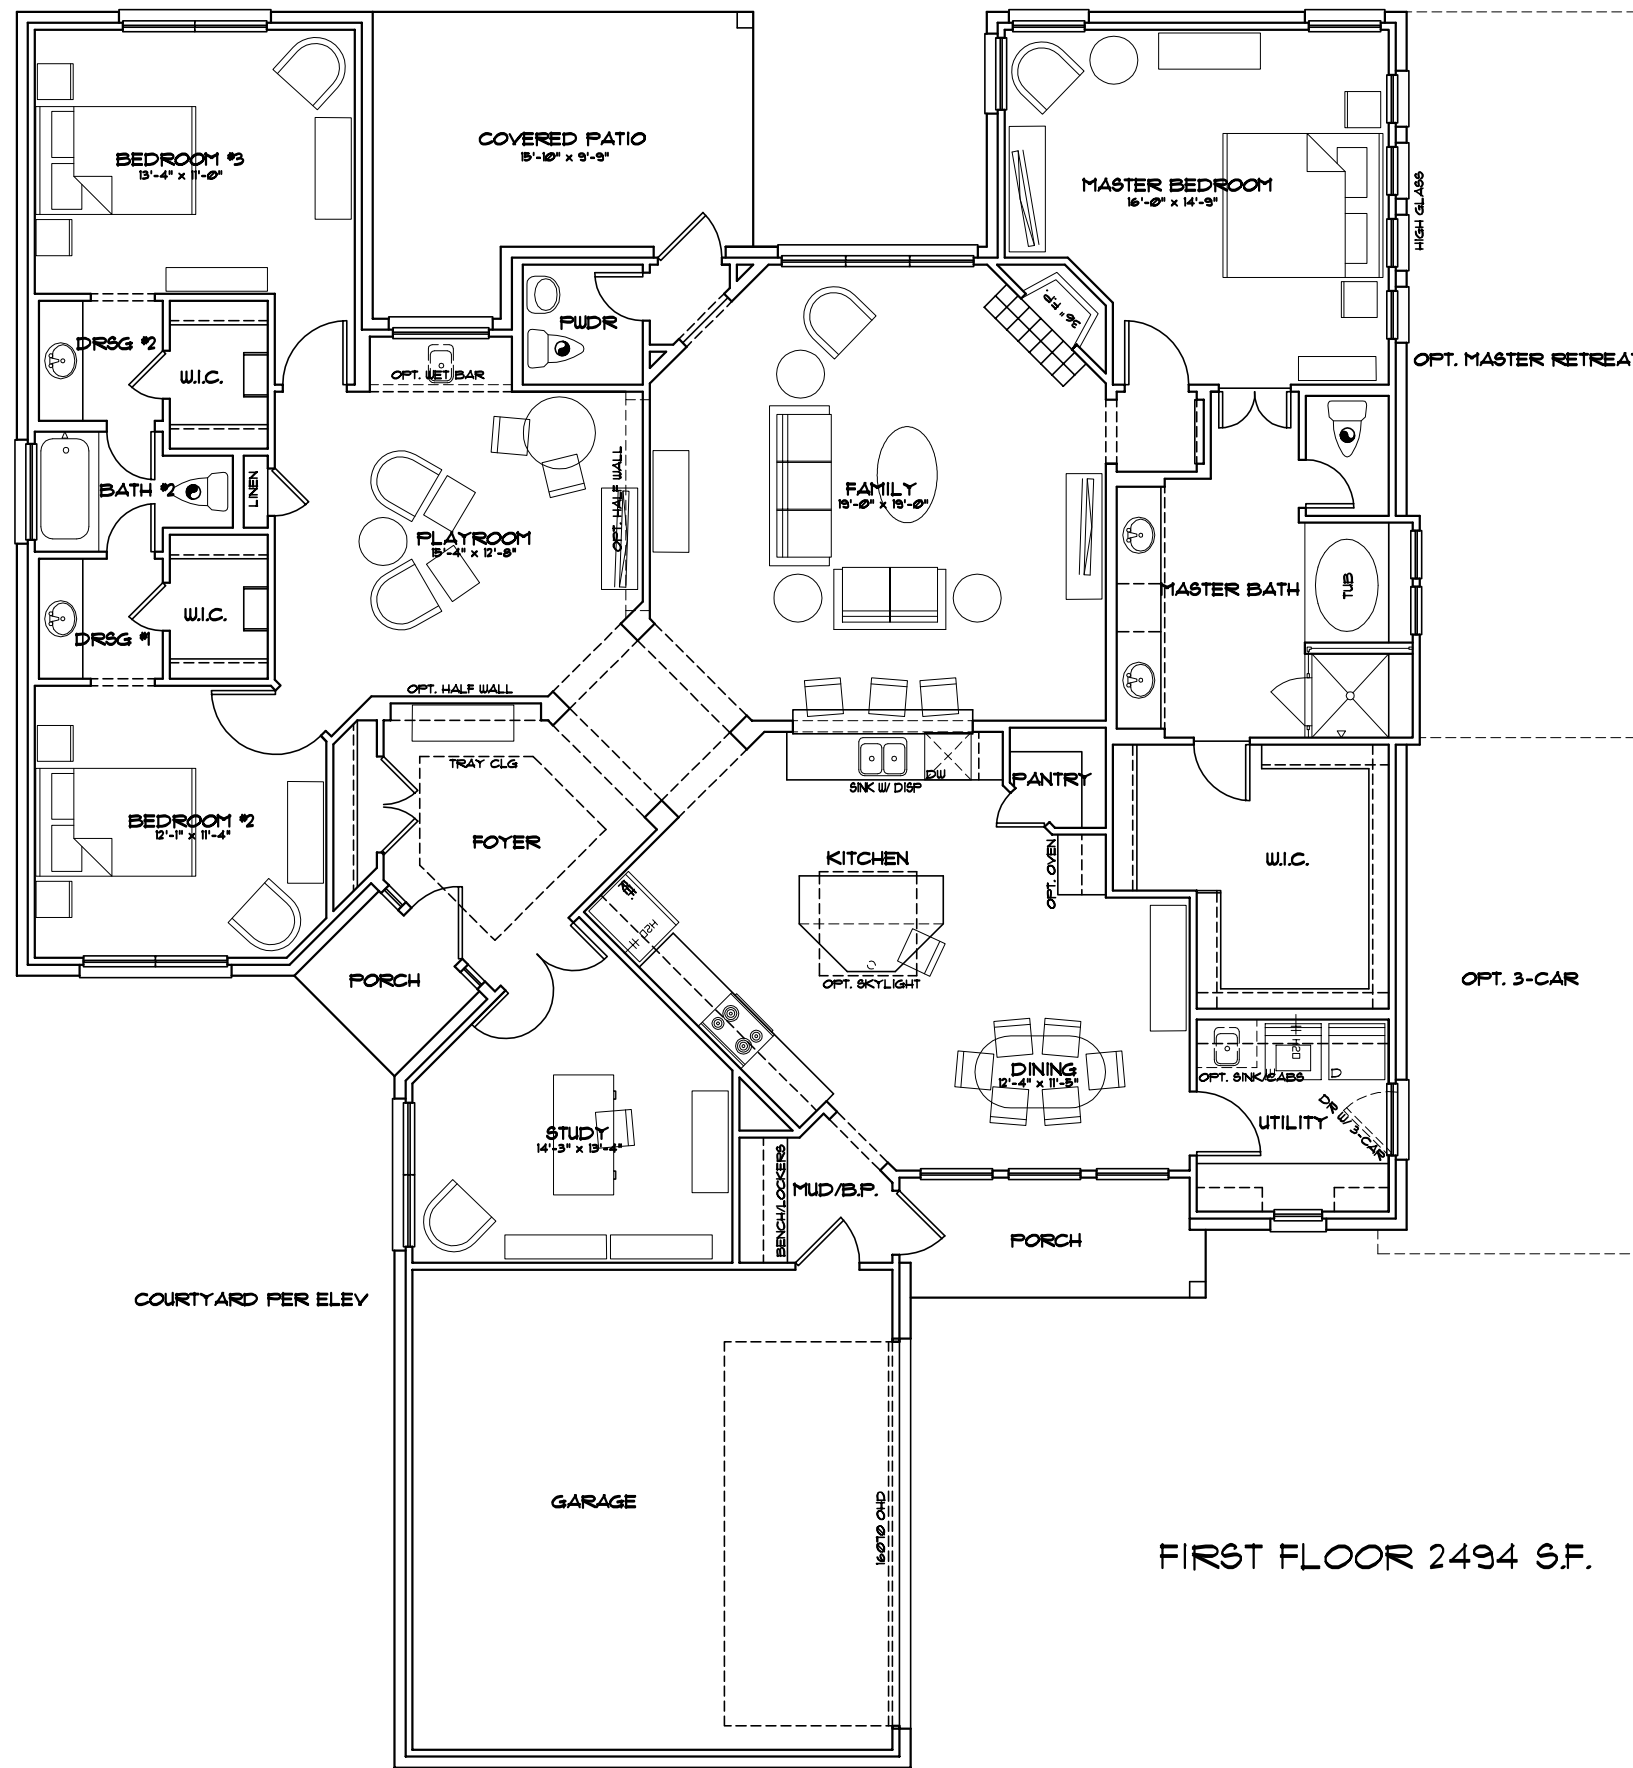 COVERED PATIO
15'-10" x 9'-9"
BEDROOM #3
13'-4" x 11'-0"
MASTER BEDROOM
16'-0" x 14'-9"
HIGH GLASS
36" F.P.
PWDR
DRSG #2
W.I.C.
OPT. WET BAR
OPT. MASTER RETREAT
BATH #2
LINEN
OPT. HALF WALL
FAMILY
19'-0" x 19'-0"
PLAYROOM
15'-4" x 12'-8"
MASTER BATH
TUB
DRSG #1
W.I.C.
OPT. HALF WALL
TRAY CLG
SINK W/ DISP
DW
PANTRY
BEDROOM #2
12'-1" x 11'-4"
FOYER
KITCHEN
OPT. OVEN
W.I.C.
REF.
H2O
PORCH
OPT. SKYLIGHT
OPT. 3-CAR
DINING
12'-4" x 11'-5"
H2O
W
D
OPT. SINK/CABS
UTILITY
DR W/ 3-CAR
STUDY
14'-3" x 13'-4"
BENCH/LOCKERS
MUD/B.P.
PORCH
COURTYARD PER ELEV
GARAGE
16070 OHD
FIRST FLOOR 2494 S.F.